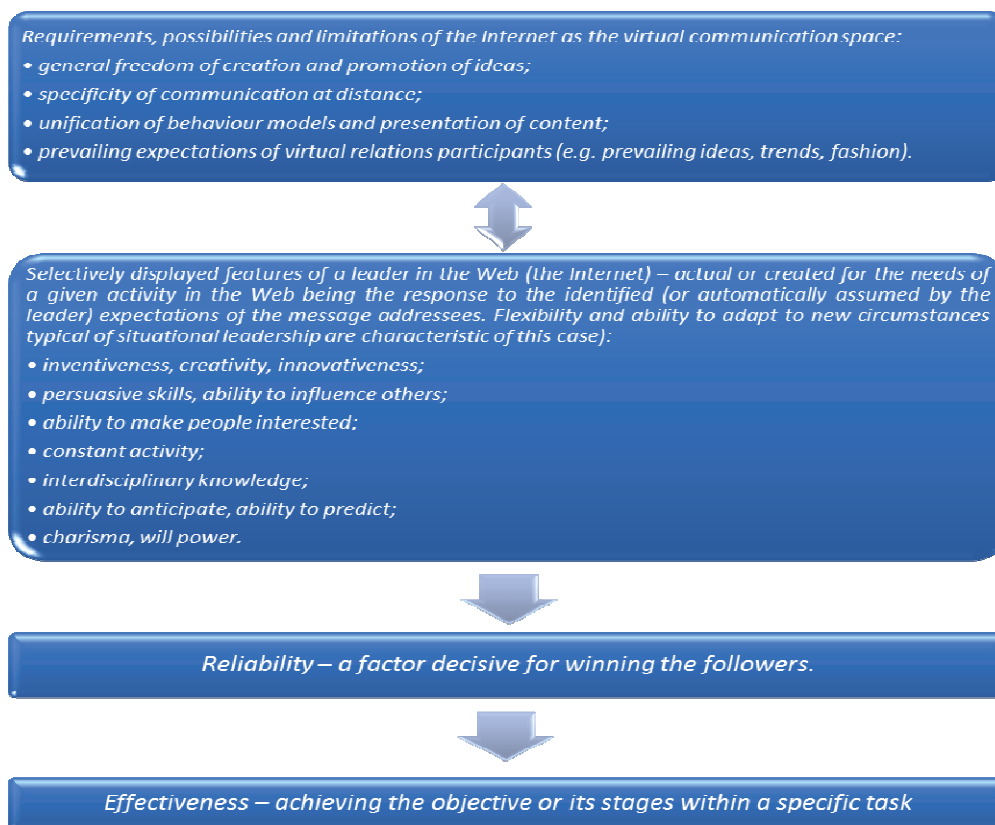 Requirements, possibilities and limitations of the Internet as the virtual communication space:
• general freedom of creation and promotion of ideas;
• specificity of communication at distance;
• unification of behaviour models and presentation of content;
• prevailing expectations of virtual relations participants (e.g. prevailing ideas, trends, fashion).
Selectively displayed features of a leader in the Web (the Internet) – actual or created for the needs of
a given activity in the Web being the response to the identified (or automatically assumed by the
leader) expectations of the message addressees. Flexibility and ability to adapt to new circumstances
typical of situational leadership are characteristic of this case):
• inventiveness, creativity, innovativeness;
• persuasive skills, ability to influence others;
• ability to make people interested;
• constant activity;
• interdisciplinary knowledge;
• ability to anticipate, ability to predict;
• charisma, will power.
Reliability – a factor decisive for winning the followers.
Effectiveness – achieving the objective or its stages within a specific task